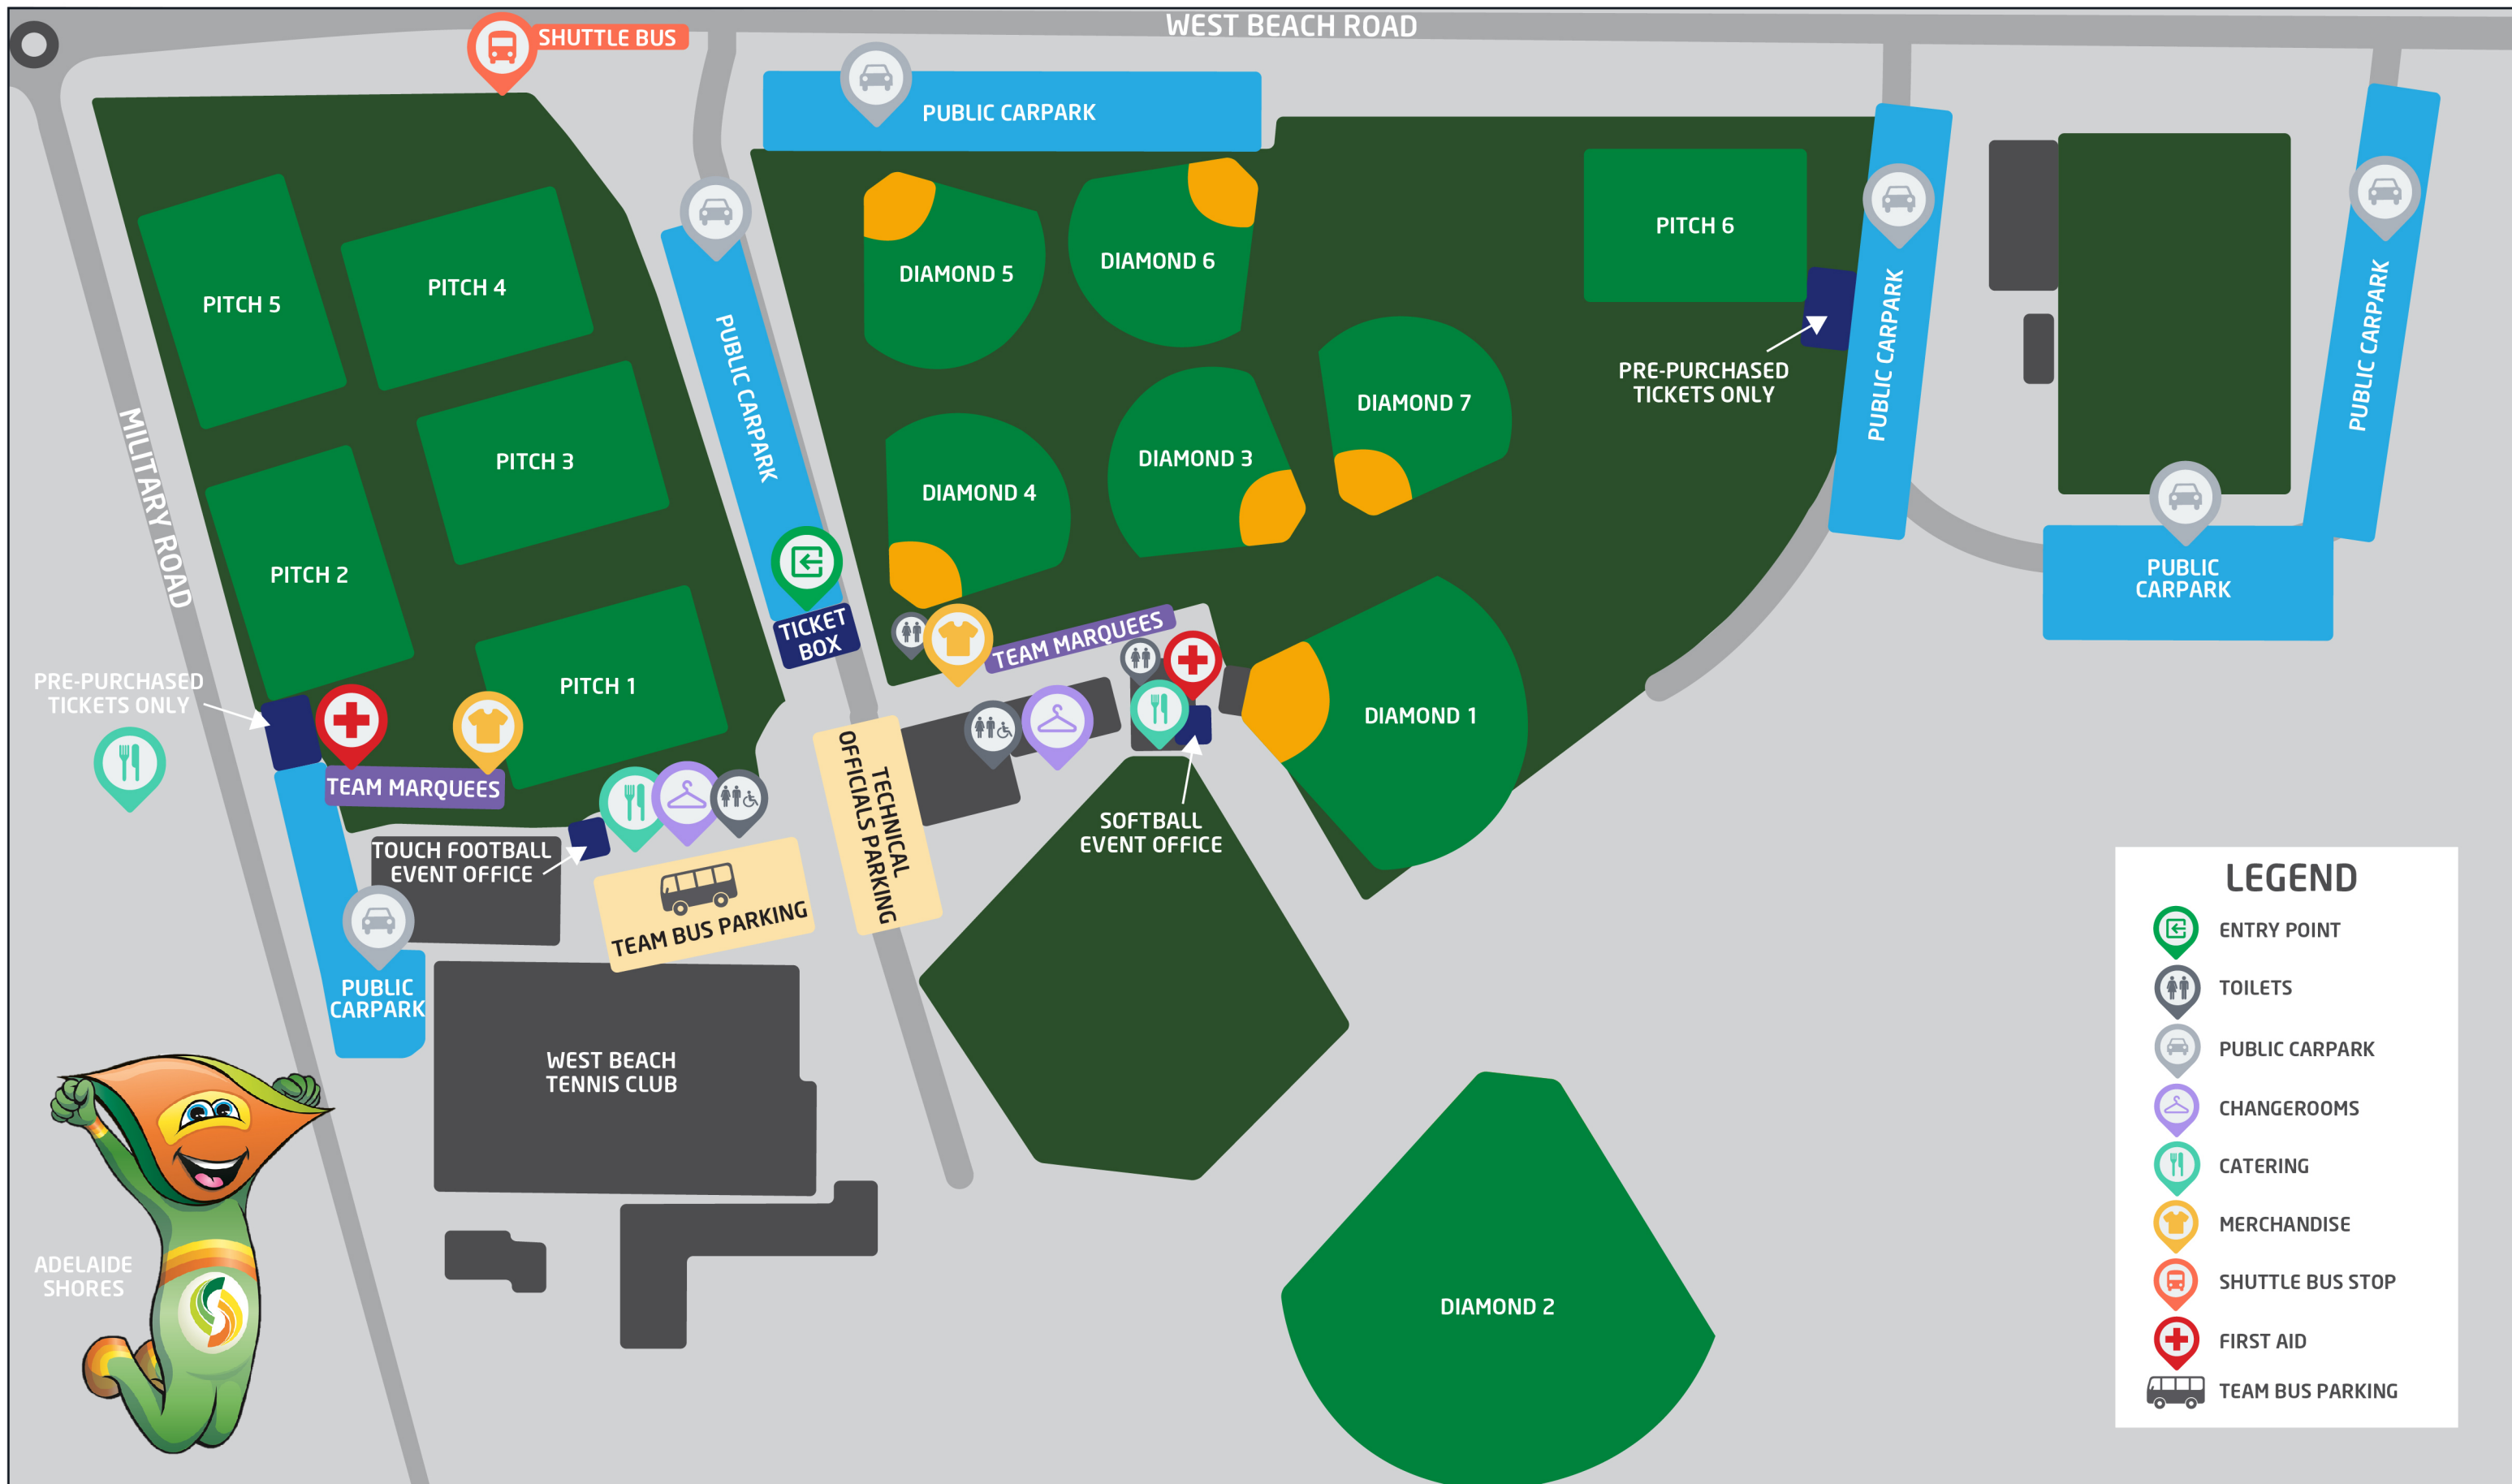 WEST BEACH ROAD
SHUTTLE BUS
PUBLIC CARPARK
PITCH 5
PITCH 4
PITCH 3
PITCH 2
PITCH 1
MILITARY ROAD
PUBLIC CARPARK
DIAMOND 5
DIAMOND 6
DIAMOND 7
DIAMOND 4
DIAMOND 3
PITCH 6
PRE-PURCHASED
TICKETS ONLY
PUBLIC CARPARK
PUBLIC CARPARK
PUBLIC
CARPARK
TICKET
BOX
TEAM MARQUEES
DIAMOND 1
PRE-PURCHASED
TICKETS ONLY
TEAM MARQUEES
TECHNICAL
OFFICIALS PARKING
SOFTBALL
EVENT OFFICE
TOUCH FOOTBALL
EVENT OFFICE
TEAM BUS PARKING
PUBLIC
CARPARK
WEST BEACH
TENNIS CLUB
ADELAIDE
SHORES
DIAMOND 2
LEGEND
ENTRY POINT
TOILETS
PUBLIC CARPARK
CHANGEROOMS
CATERING
MERCHANDISE
SHUTTLE BUS STOP
FIRST AID
TEAM BUS PARKING